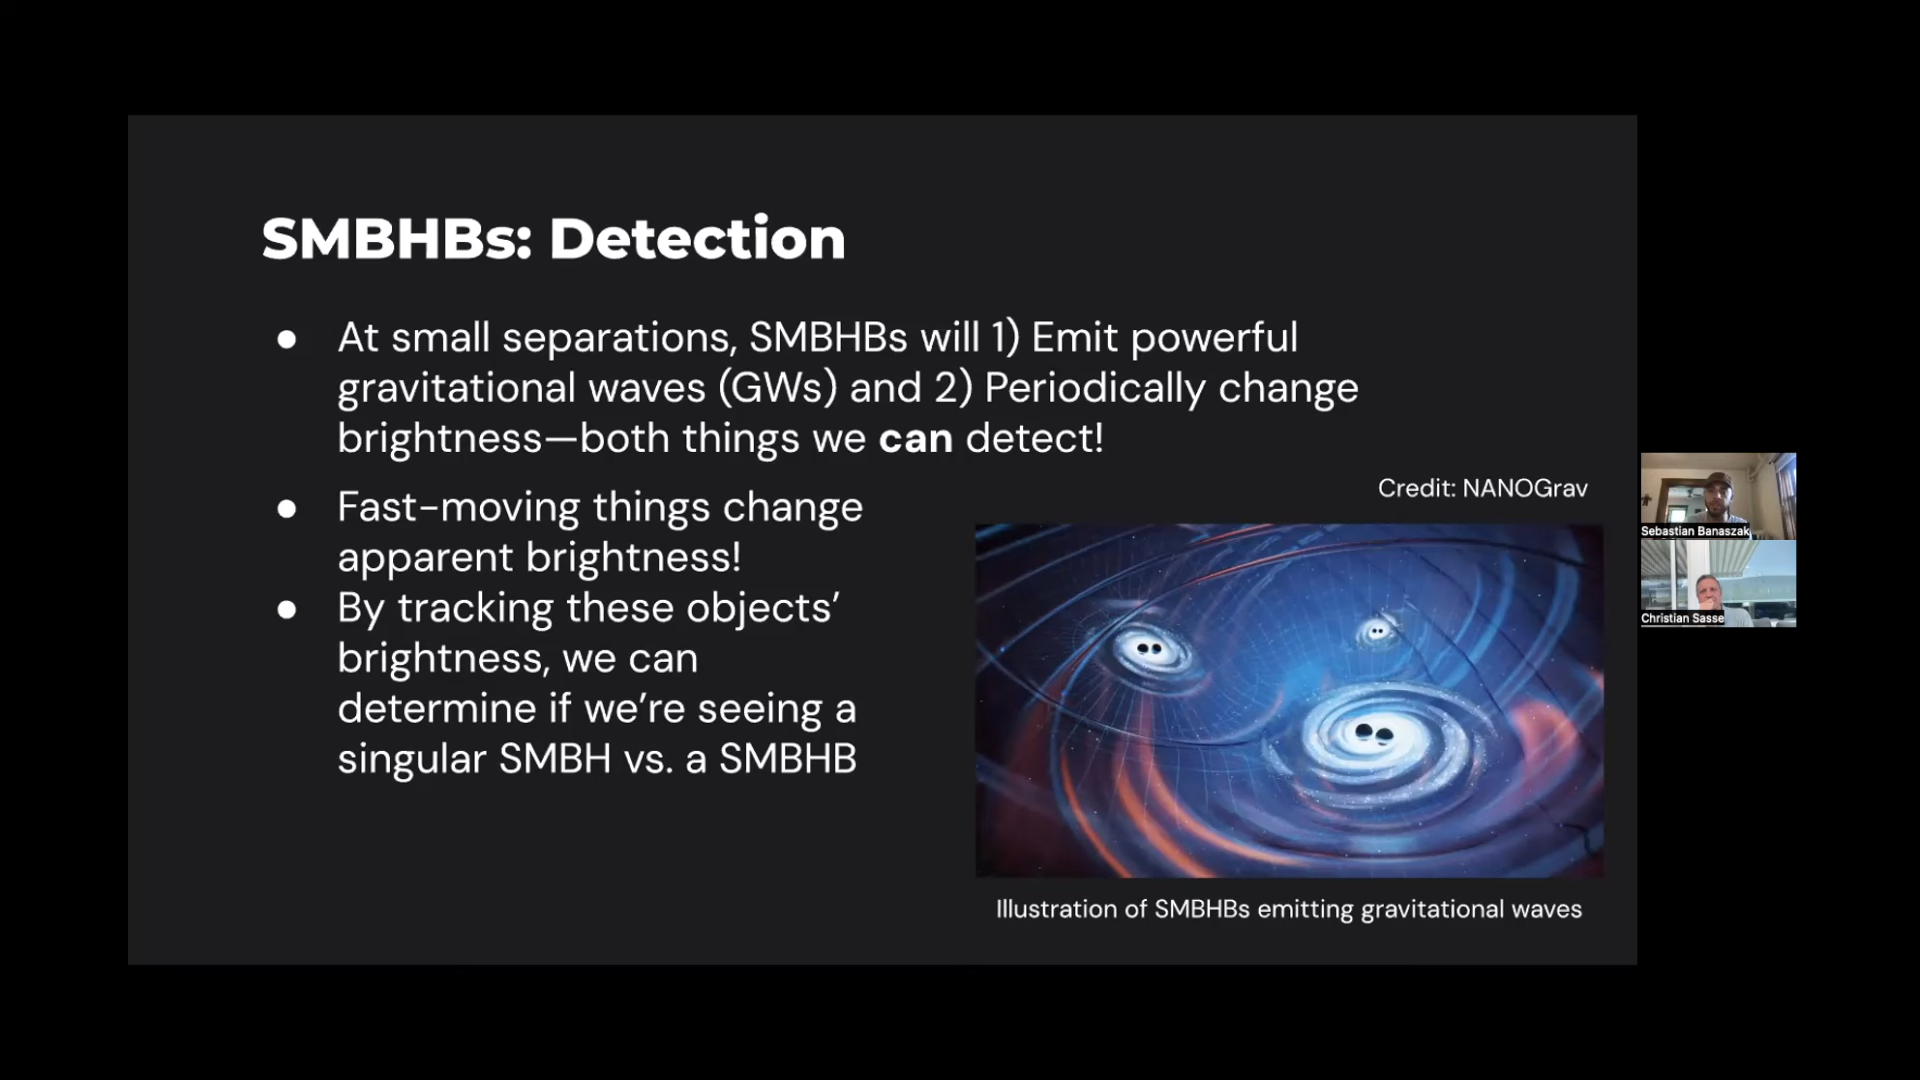 SMBHBs: Detection
● At small separations, SMBHBs will 1) Emit powerful
gravitational waves (GWs) and 2) Periodically change
brightness—both things we can detect!
● Fast-moving things change
apparent brightness!
● By tracking these objects’
brightness, we can
determine if we’re seeing a
singular SMBH vs. a SMBHB
Credit: NANOGrav
Illustration of SMBHBs emitting gravitational waves
Sebastian Banaszak
Christian Sasse